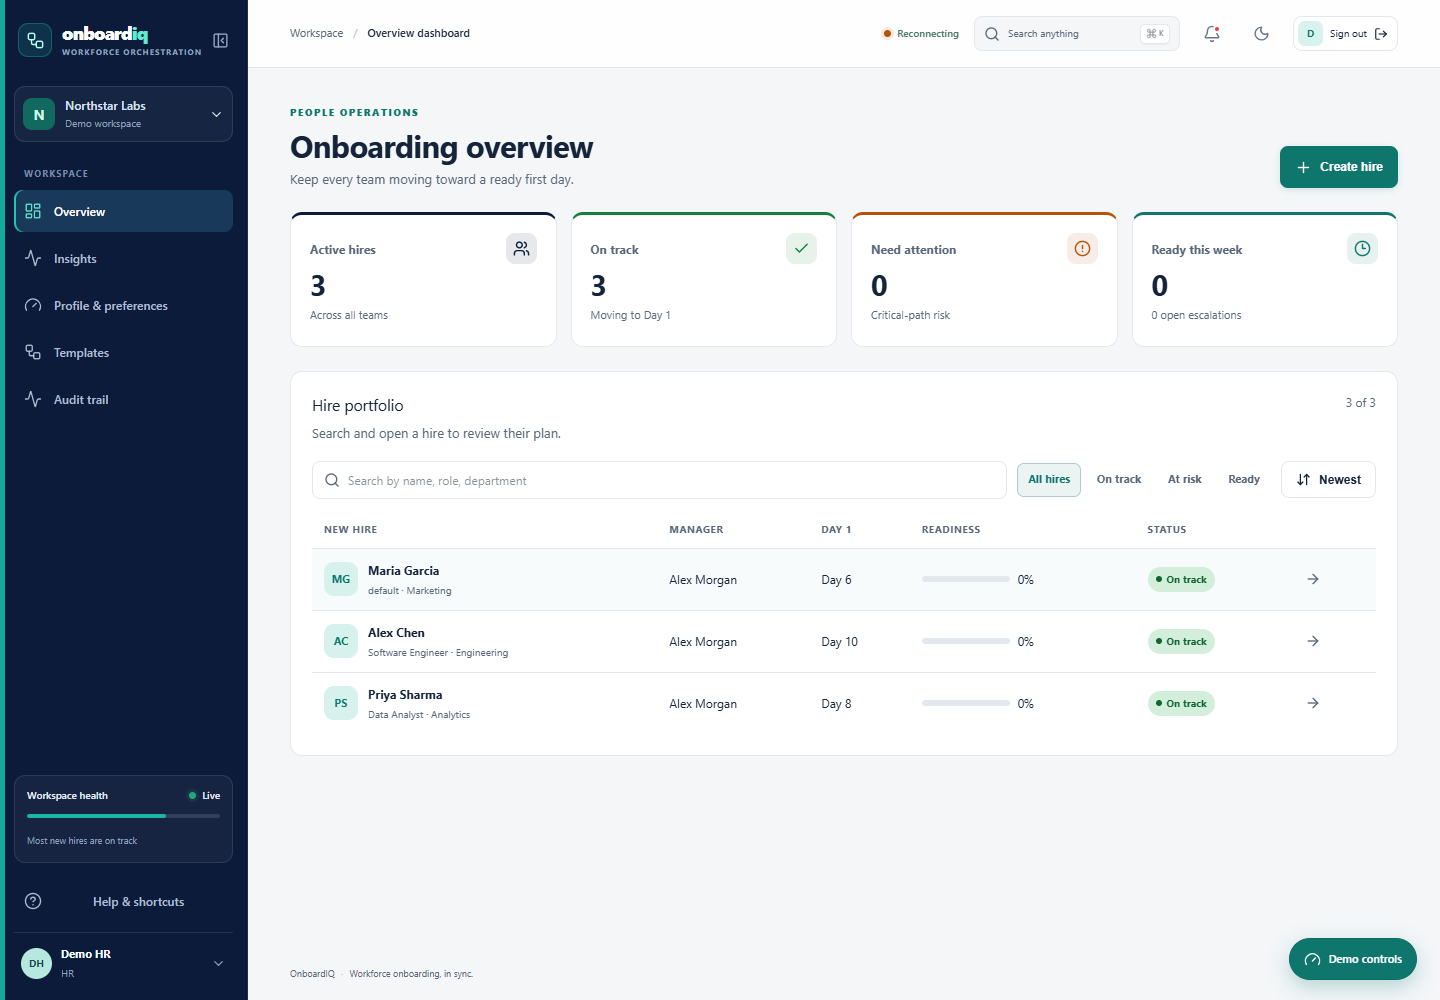 onboardiq
WORKFORCE ORCHESTRATION
N
Northstar Labs
Demo workspace
WORKSPACE
Overview
Insights
Profile & preferences
Templates
Audit trail
Workspace health
Live
Most new hires are on track
Help & shortcuts
DH
Demo HR
HR
Workspace / Overview dashboard
Reconnecting
Search anything
⌘ K
D
Sign out
PEOPLE OPERATIONS
Onboarding overview
Keep every team moving toward a ready first day.
Create hire
Active hires
3
Across all teams
On track
3
Moving to Day 1
Need attention
0
Critical-path risk
Ready this week
0
0 open escalations
Hire portfolio
3 of 3
Search and open a hire to review their plan.
Search by name, role, department
All hires
On track
At risk
Ready
Newest
NEW HIRE MANAGER DAY 1 READINESS STATUS
MG Maria Garcia Alex Morgan Day 6 0% On track
default · Marketing
AC Alex Chen Alex Morgan Day 10 0% On track
Software Engineer · Engineering
PS Priya Sharma Alex Morgan Day 8 0% On track
Data Analyst · Analytics
OnboardIQ · Workforce onboarding, in sync.
Demo controls